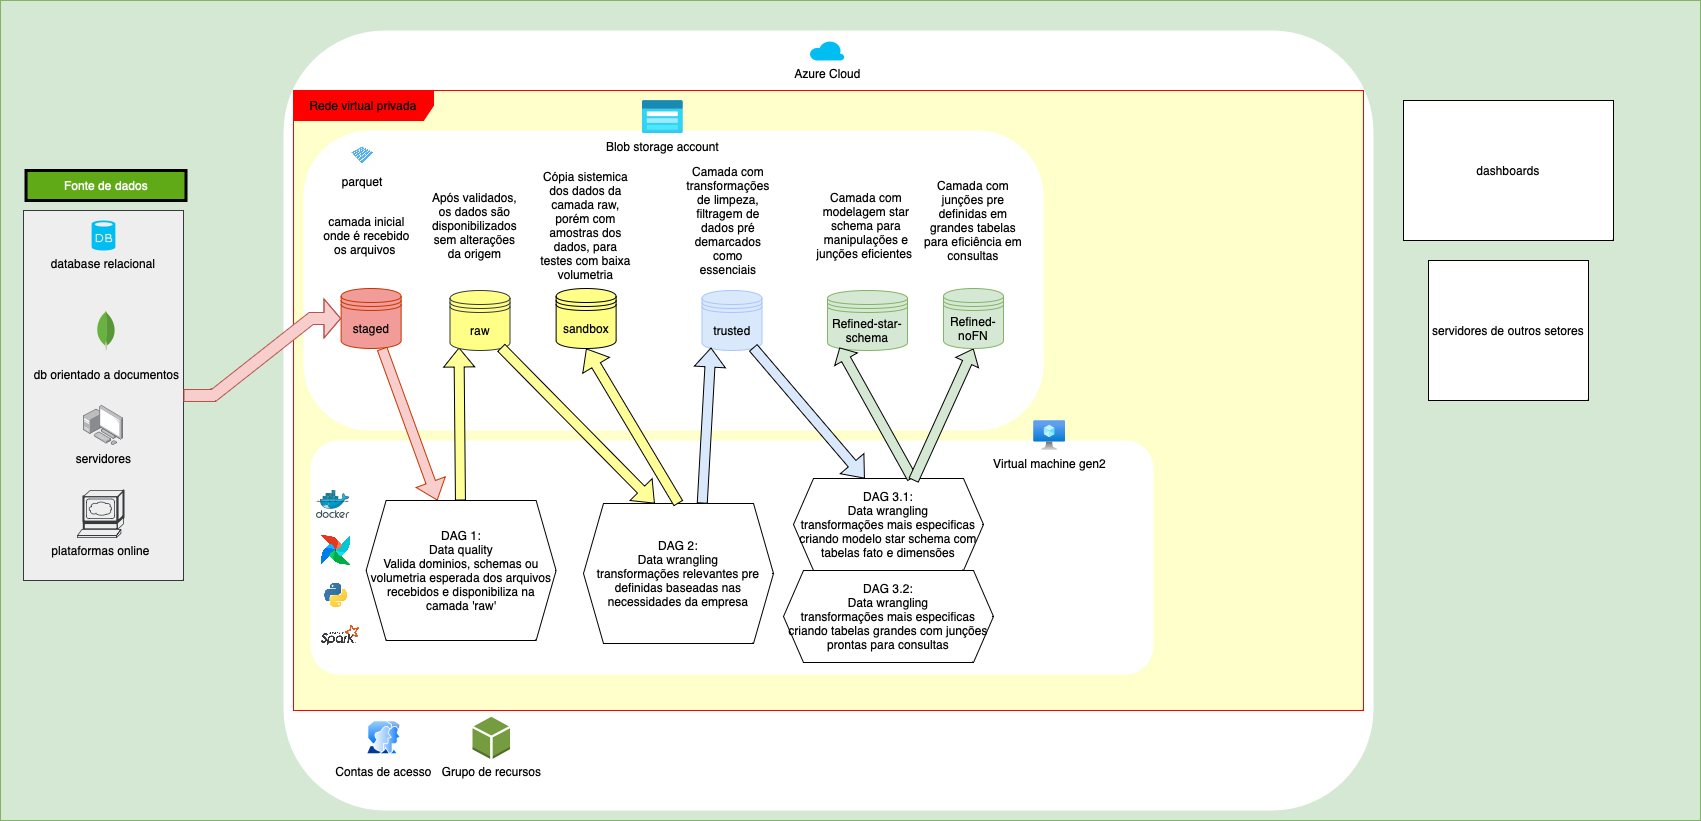 Azure Cloud
Rede virtual privada
Blob storage account
Fonte de dados
DB
database relacional
db orientado a documentos
servidores
plataformas online
parquet
camada inicial
onde é recebido
os arquivos
Após validados,
os dados são
disponibilizados
sem alterações
da origem
Cópia sistemica
dos dados da
camada raw,
porém com
amostras dos
dados, para
testes com baixa
volumetria
Camada com
transformações
de limpeza,
filtragem de
dados pré
demarcados
como
essenciais
Camada com
modelagem star
schema para
manipulações e
junções eficientes
Camada com
junções pre
definidas em
grandes tabelas
para eficiência em
consultas
staged
raw
sandbox
trusted
Refined-star-
schema
Refined-
noFN
dashboards
servidores de outros setores
Virtual machine gen2
docker
Spark
DAG 1:
Data quality
Valida dominios, schemas ou
volumetria esperada dos arquivos
recebidos e disponibiliza na
camada 'raw'
DAG 2:
Data wrangling
transformações relevantes pre
definidas baseadas nas
necessidades da empresa
DAG 3.1:
Data wrangling
transformações mais especificas
criando modelo star schema com
tabelas fato e dimensões
DAG 3.2:
Data wrangling
transformações mais especificas
criando tabelas grandes com junções
prontas para consultas
Contas de acesso
Grupo de recursos